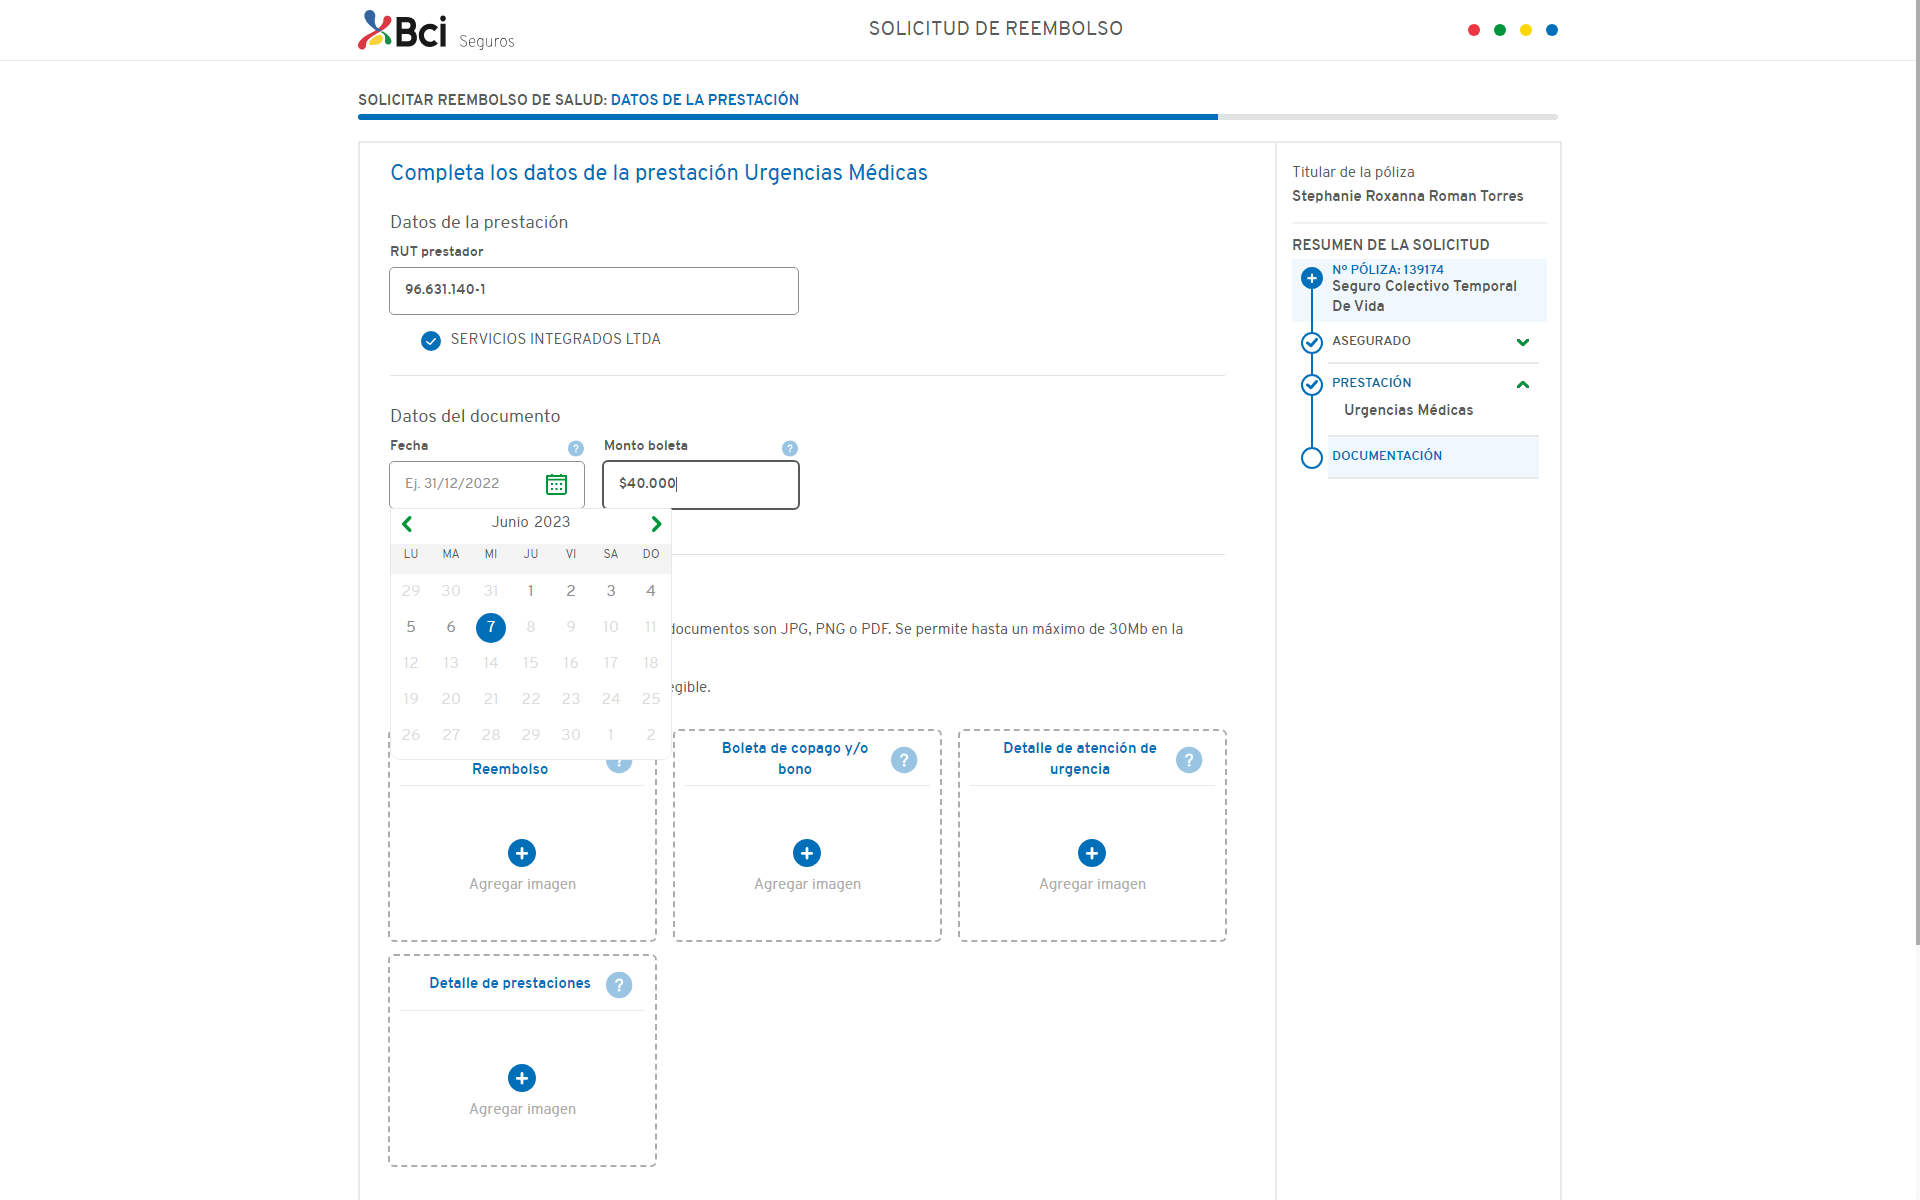 Bci Seguros
SOLICITUD DE REEMBOLSO
SOLICITAR REEMBOLSO DE SALUD: DATOS DE LA PRESTACIÓN
Completa los datos de la prestación Urgencias Médicas
Datos de la prestación
RUT prestador
96.631.140-1
SERVICIOS INTEGRADOS LTDA
Datos del documento
Fecha ?
Monto boleta ?
Ej. 31/12/2022
$40.000
Junio 2023
LU MA MI JU VI SA DO
29 30 31 1 2 3 4
5 6 7 8 9 10 11
12 13 14 15 16 17 18
19 20 21 22 23 24 25
26 27 28 29 30 1 2
documentos son JPG, PNG o PDF. Se permite hasta un máximo de 30Mb en la
egible.
Reembolso ?
Agregar imagen
Boleta de copago y/o
bono ?
Agregar imagen
Detalle de atención de
urgencia ?
Agregar imagen
Detalle de prestaciones ?
Agregar imagen
Titular de la póliza
Stephanie Roxanna Roman Torres
RESUMEN DE LA SOLICITUD
Nº PÓLIZA: 139174
Seguro Colectivo Temporal
De Vida
ASEGURADO
PRESTACIÓN
Urgencias Médicas
DOCUMENTACIÓN